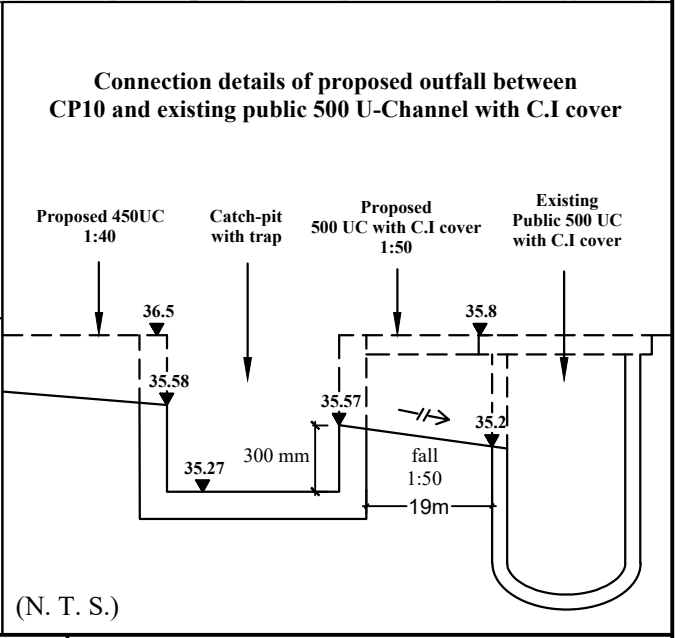 Connection details of proposed outfall between
CP10 and existing public 500 U-Channel with C.I cover
Proposed 450UC
1:40
Catch-pit
with trap
Proposed
500 UC with C.I cover
1:50
Existing
Public 500 UC
with C.I cover
36.5
35.8
35.58
35.57
35.2
300 mm
35.27
fall
1:50
19m
(N. T. S.)